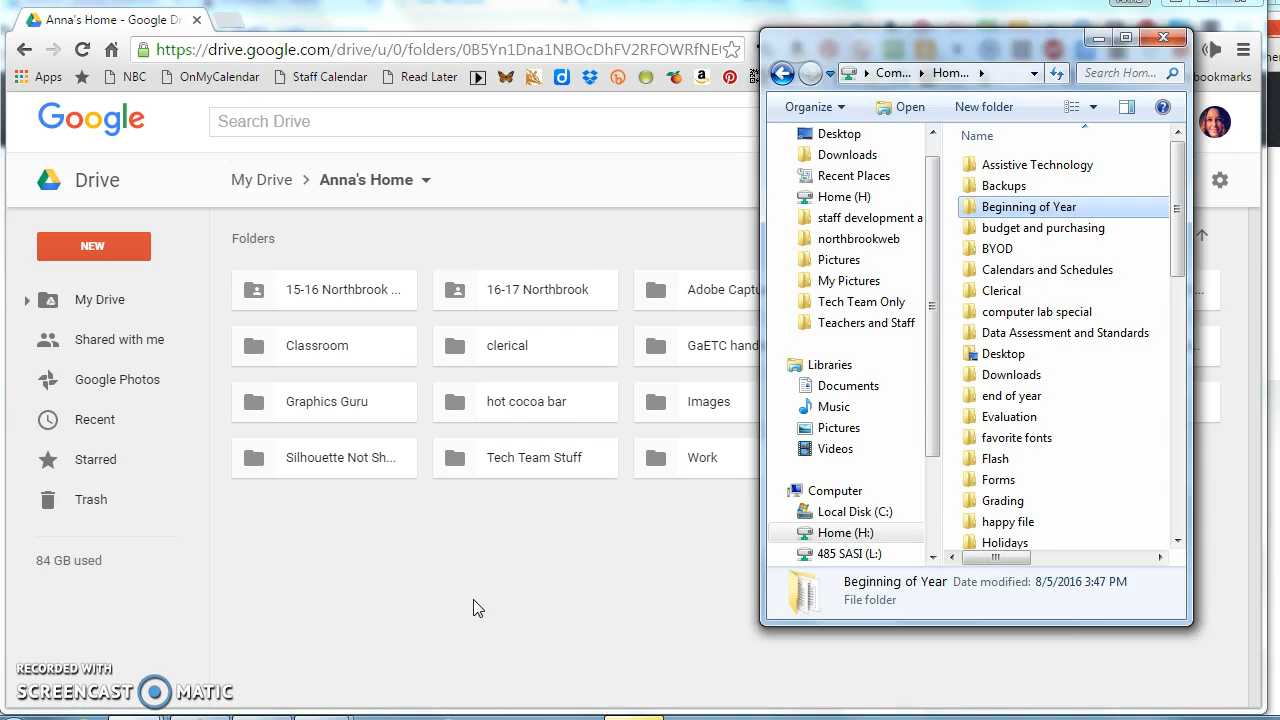 Anna's Home - Google Dr
https://drive.google.com/drive/u/0/folders/0B5Yn1Dna1NBOcDhFV2RFOWRfNE
Apps
NBC
OnMyCalendar
Staff Calendar
Read Later
bookmarks
Google
Search Drive
Drive
My Drive
Anna's Home
NEW
My Drive
Shared with me
Google Photos
Recent
Starred
Trash
84 GB used
Folders
15-16 Northbrook ...
16-17 Northbrook
Adobe Captu
Classroom
clerical
GaETC hand
Graphics Guru
hot cocoa bar
Images
Silhouette Not Sh...
Tech Team Stuff
Work
Com...
Hom...
Search Hom...
Organize
Open
New folder
Desktop
Downloads
Recent Places
Home (H)
staff development a
northbrookweb
Pictures
My Pictures
Tech Team Only
Teachers and Staff
Libraries
Documents
Music
Pictures
Videos
Computer
Local Disk (C:)
Home (H:)
485 SASI (L:)
Name
Assistive Technology
Backups
Beginning of Year
budget and purchasing
BYOD
Calendars and Schedules
Clerical
computer lab special
Data Assessment and Standards
Desktop
Downloads
end of year
Evaluation
favorite fonts
Flash
Forms
Grading
happy file
Holidays
Beginning of Year Date modified: 8/5/2016 3:47 PM
File folder
RECORDED WITH
SCREENCAST MATIC